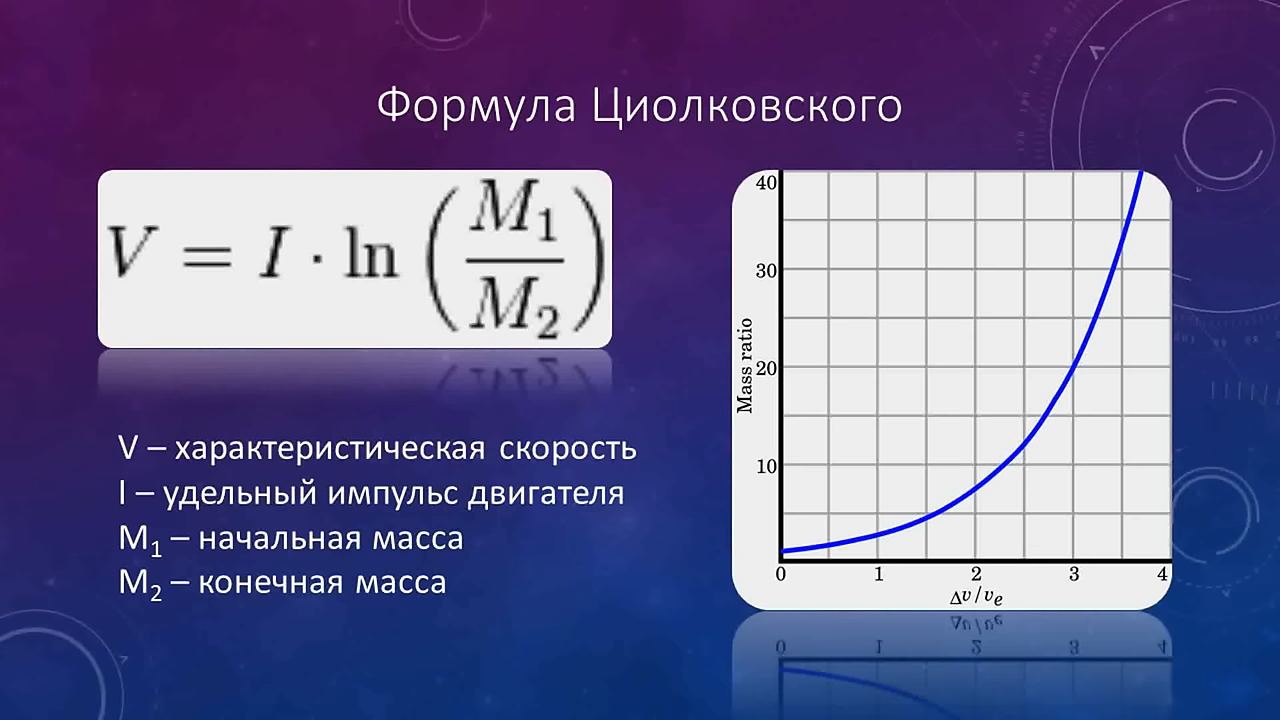 Формула Циолковского
V = I · ln (M₁/M₂)
V – характеристическая скорость
I – удельный импульс двигателя
M₁ – начальная масса
M₂ – конечная масса
Mass ratio
40
30
20
10
0 1 2 3 4
Δv/vₑ